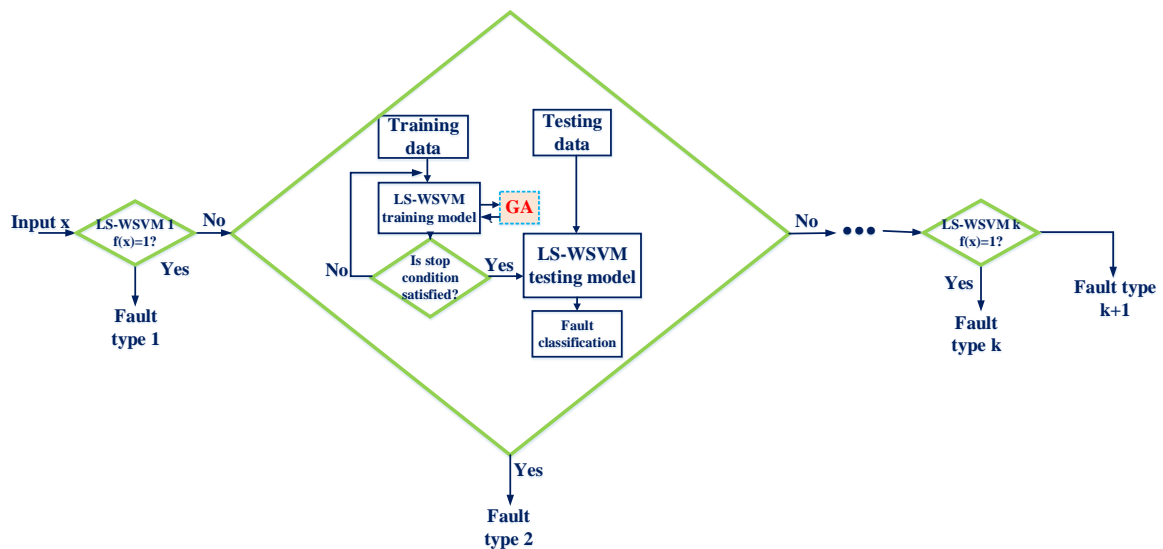 Training
data
Testing
data
Input x
LS-WSVM 1
f(x)=1?
No
Yes
Fault
type 1
LS-WSVM
training model
GA
No
Is stop
condition
satisfied?
Yes
LS-WSVM
testing model
Fault
classification
Yes
Fault
type 2
No
•••
LS-WSVM k
f(x)=1?
Yes
Fault
type k
Fault type
k+1